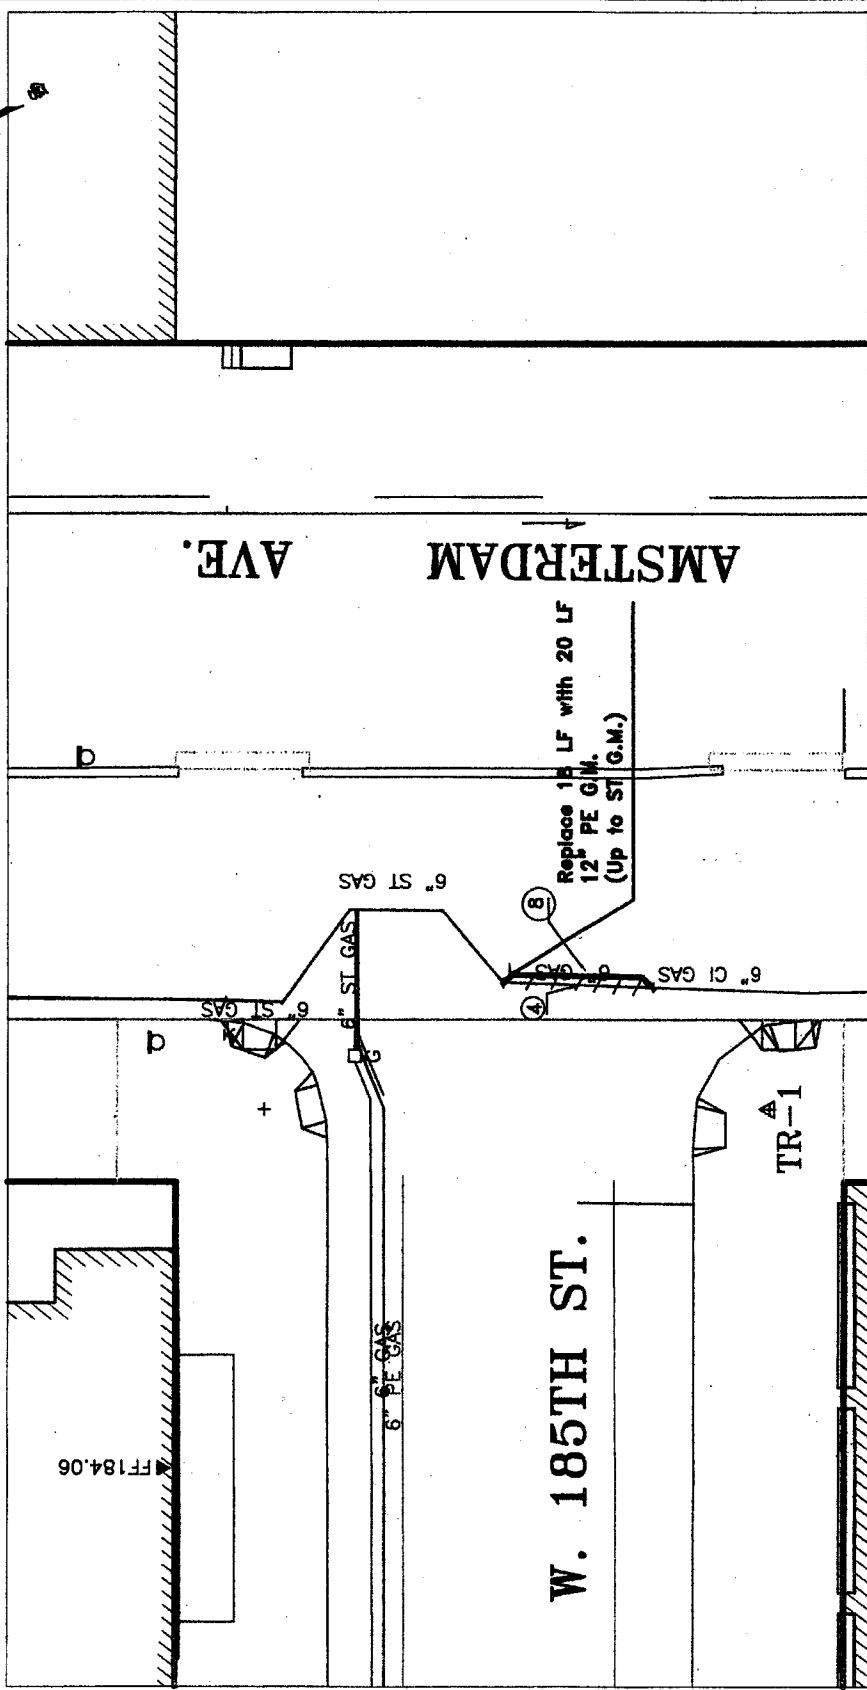 AMSTERDAM AVE.
Replace 18 LF with 20 LF
12" PE G.M.
(Up to ST G.M.)
6" ST GAS
6" ST GAS
6" ST GAS
8
4
6" GAS
6" CI GAS
G
TR-1
6" GAS
6" PE GAS
W. 185TH ST.
FF184.06